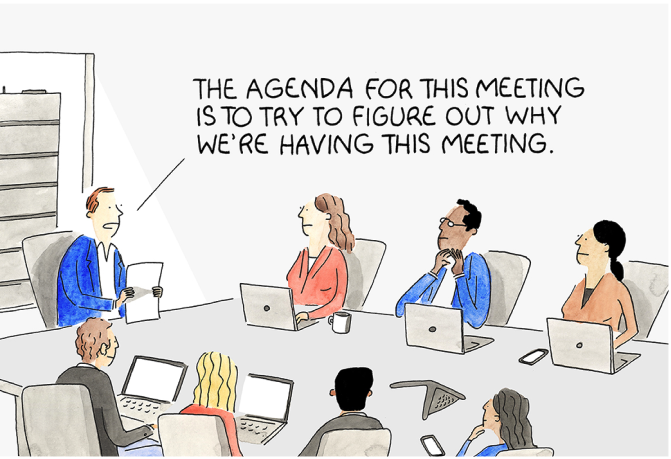 THE AGENDA FOR THIS MEETING
IS TO TRY TO FIGURE OUT WHY
WE'RE HAVING THIS MEETING.